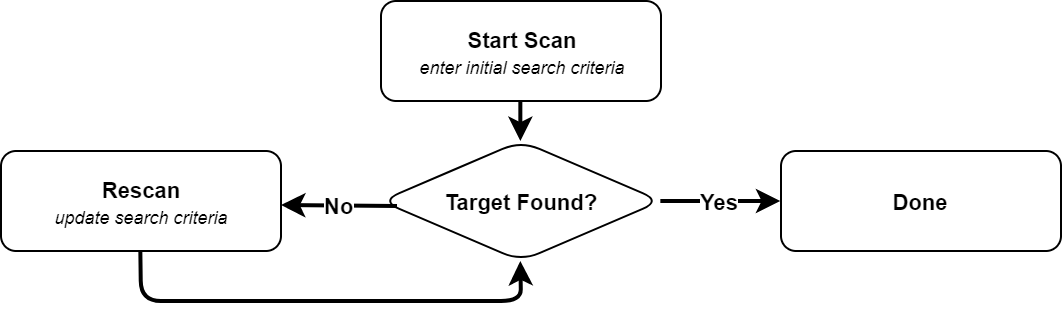 Start Scan
enter initial search criteria
Rescan
update search criteria
No
Target Found?
Yes
Done